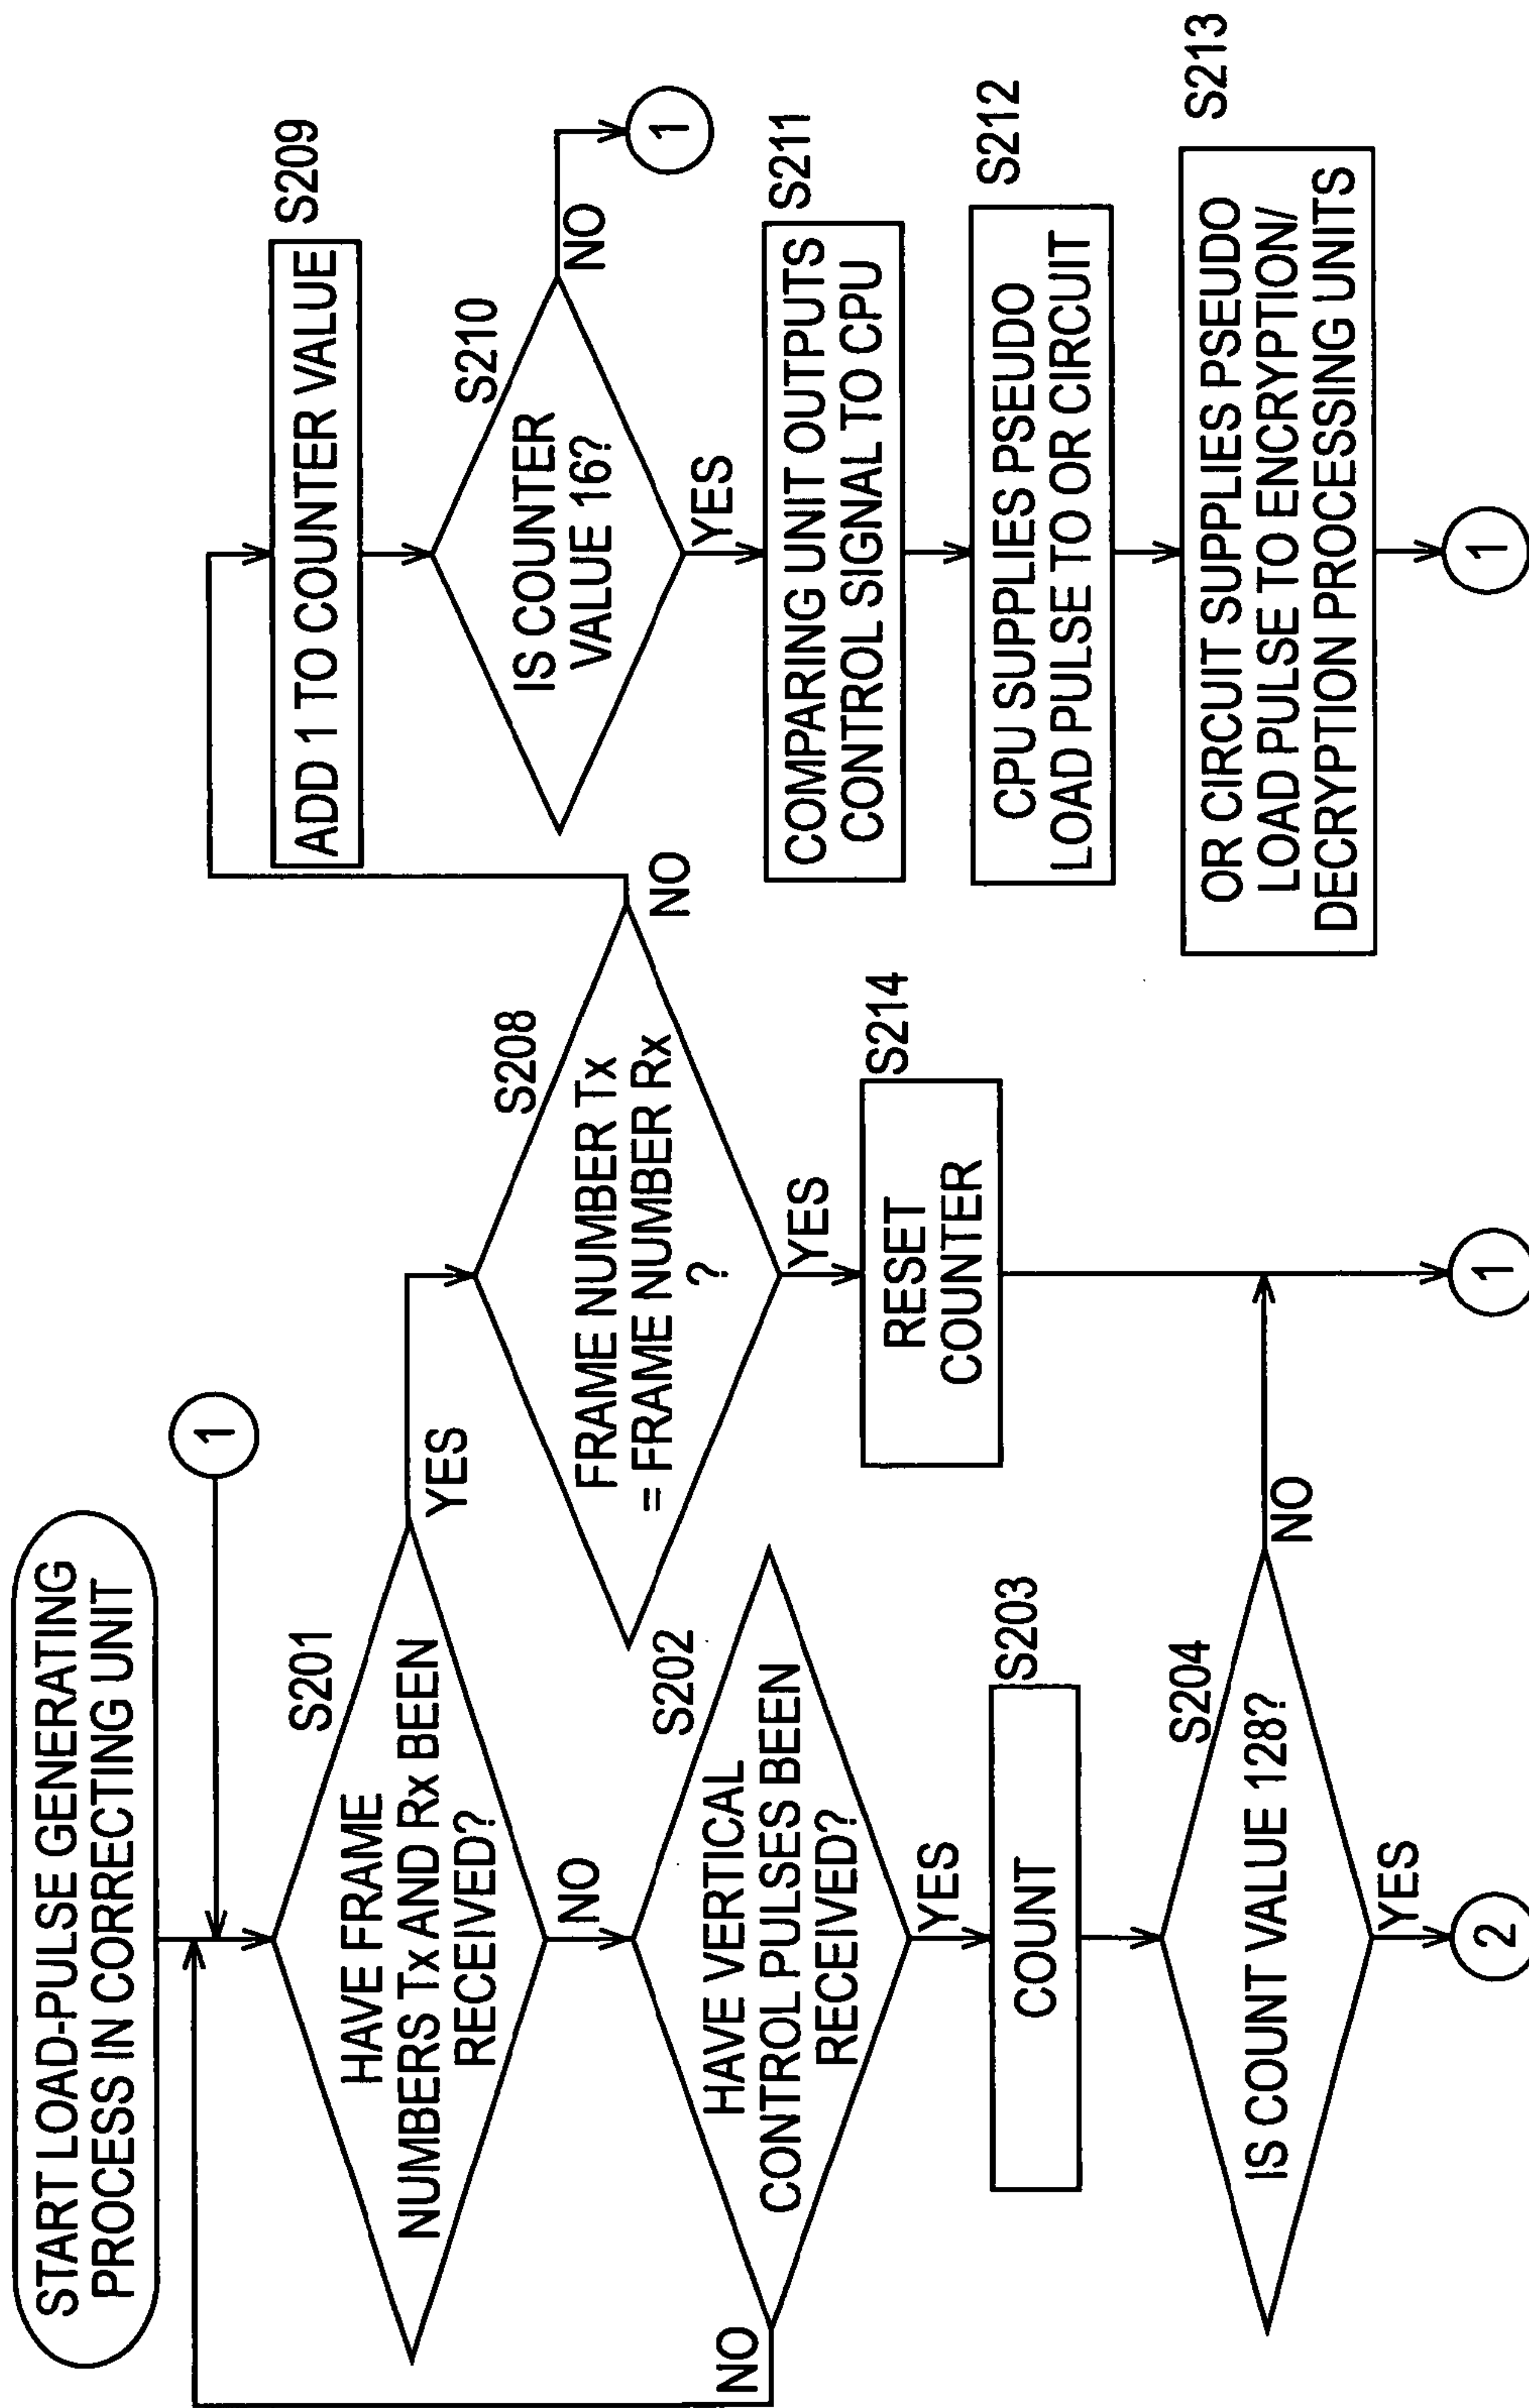 START LOAD-PULSE GENERATING
PROCESS IN CORRECTING UNIT
1
S201
HAVE FRAME
NUMBERS Tx AND Rx BEEN
RECEIVED?
YES
NO
S202
HAVE VERTICAL
CONTROL PULSES BEEN
RECEIVED?
NO
YES
S203
COUNT
S204
IS COUNT VALUE 128?
NO
YES
2
S208
FRAME NUMBER Tx
= FRAME NUMBER Rx
?
NO
YES
S214
RESET
COUNTER
1
S209
ADD 1 TO COUNTER VALUE
S210
IS COUNTER
VALUE 16?
NO
1
YES
S211
COMPARING UNIT OUTPUTS
CONTROL SIGNAL TO CPU
S212
CPU SUPPLIES PSEUDO
LOAD PULSE TO OR CIRCUIT
S213
OR CIRCUIT SUPPLIES PSEUDO
LOAD PULSE TO ENCRYPTION/
DECRYPTION PROCESSING UNITS
1